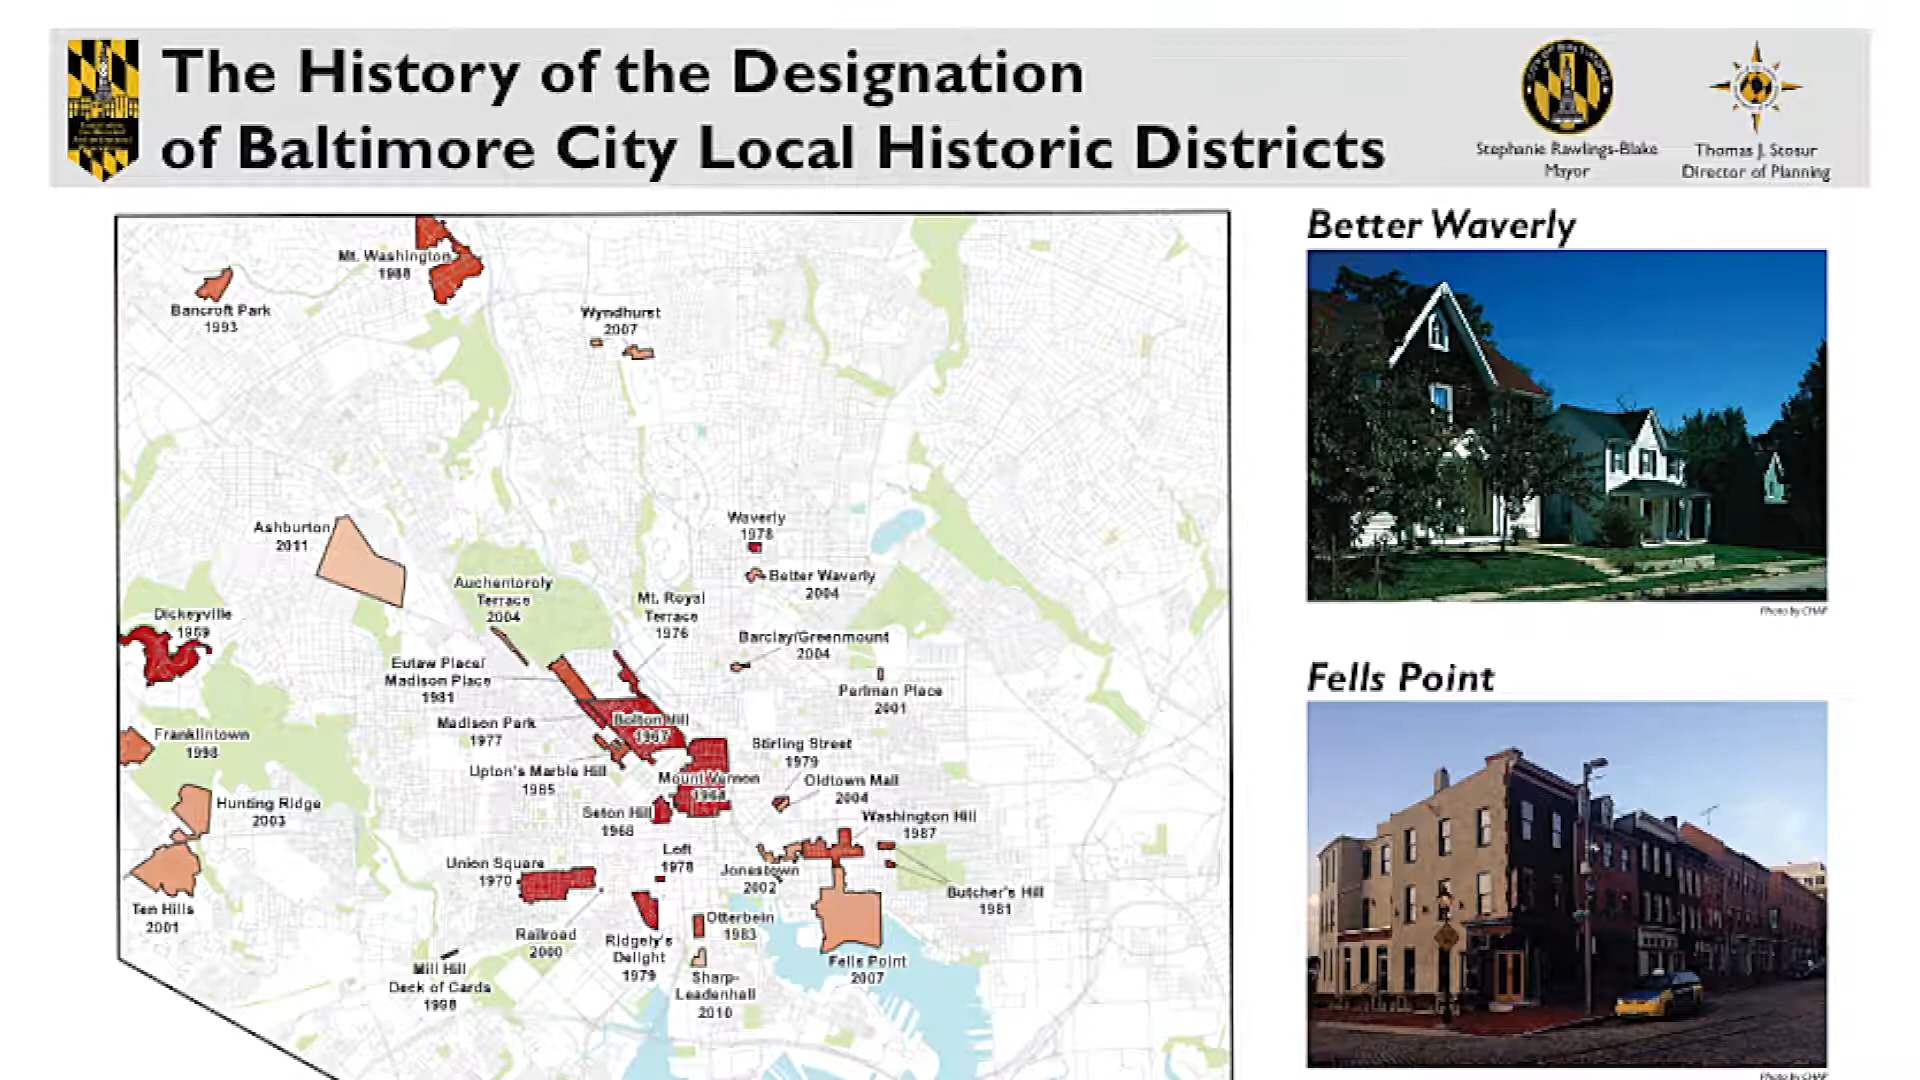 The History of the Designation
of Baltimore City Local Historic Districts
Stephanie Rawlings-Blake
Mayor
Thomas J. Stosur
Director of Planning
Better Waverly
Photo by CHAP
Fells Point
Photo by CHAP
Mt. Washington
1988
Bancroft Park
1993
Wyndhurst
2007
Ashburton
2011
Waverly
1978
Better Waverly
2004
Auchentoroly
Terrace
2004
Mt. Royal
Terrace
1976
Dickeyville
1969
Barclay/Greenmount
2004
Eutaw Place/
Madison Place
1981
Perlman Place
2001
Madison Park
1977
Bolton Hill
1967
Franklintown
1998
Stirling Street
1979
Upton's Marble Hill
1985
Mount Vernon
1964
Oldtown Mall
2004
Hunting Ridge
2003
Seton Hill
1968
Washington Hill
1987
Loft
1978
Union Square
1970
Jonestown
2002
Butcher's Hill
1981
Ten Hills
2001
Otterbein
1983
Railroad
2000
Ridgely's
Delight
1979
Fells Point
2007
Mill Hill
Deck of Cards
1998
Sharp-
Leadenhall
2010